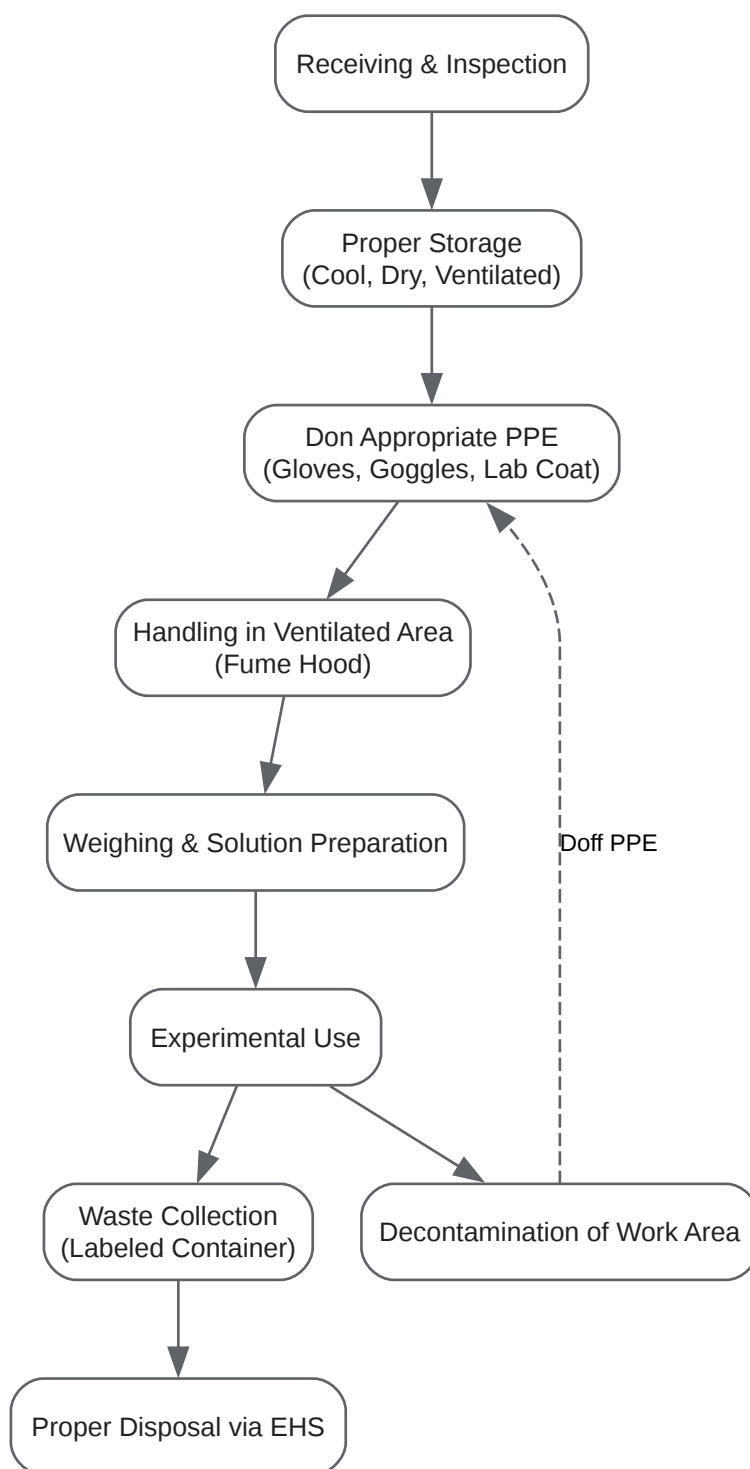 Receiving & Inspection
Proper Storage
(Cool, Dry, Ventilated)
Don Appropriate PPE
(Gloves, Goggles, Lab Coat)
Handling in Ventilated Area
(Fume Hood)
Weighing & Solution Preparation
Doff PPE
Experimental Use
Waste Collection
(Labeled Container)
Decontamination of Work Area
Proper Disposal via EHS